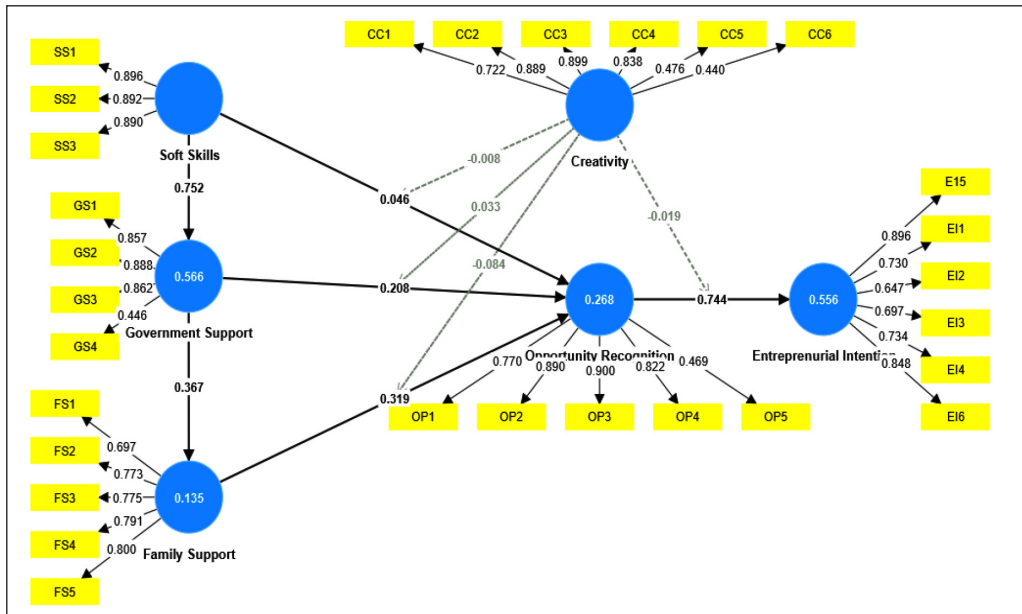 SS1
SS2
SS3
0.896
0.892
0.890
Soft Skills
CC1
CC2
CC3
CC4
CC5
CC6
0.722
0.889
0.899
0.838
0.476
0.440
Creativity
0.752
-0.008
0.046
0.033
-0.084
-0.019
GS1
GS2
GS3
GS4
0.857
0.888
0.862
0.446
0.566
Government Support
0.208
0.268
Opportunity Recognition
0.744
0.556
Entreprenurial Intention
E15
EI1
EI2
EI3
EI4
EI6
0.896
0.730
0.647
0.697
0.734
0.848
0.770
0.890
0.900
0.822
0.469
OP1
OP2
OP3
OP4
OP5
0.367
0.319
FS1
FS2
FS3
FS4
FS5
0.697
0.773
0.775
0.791
0.800
0.135
Family Support